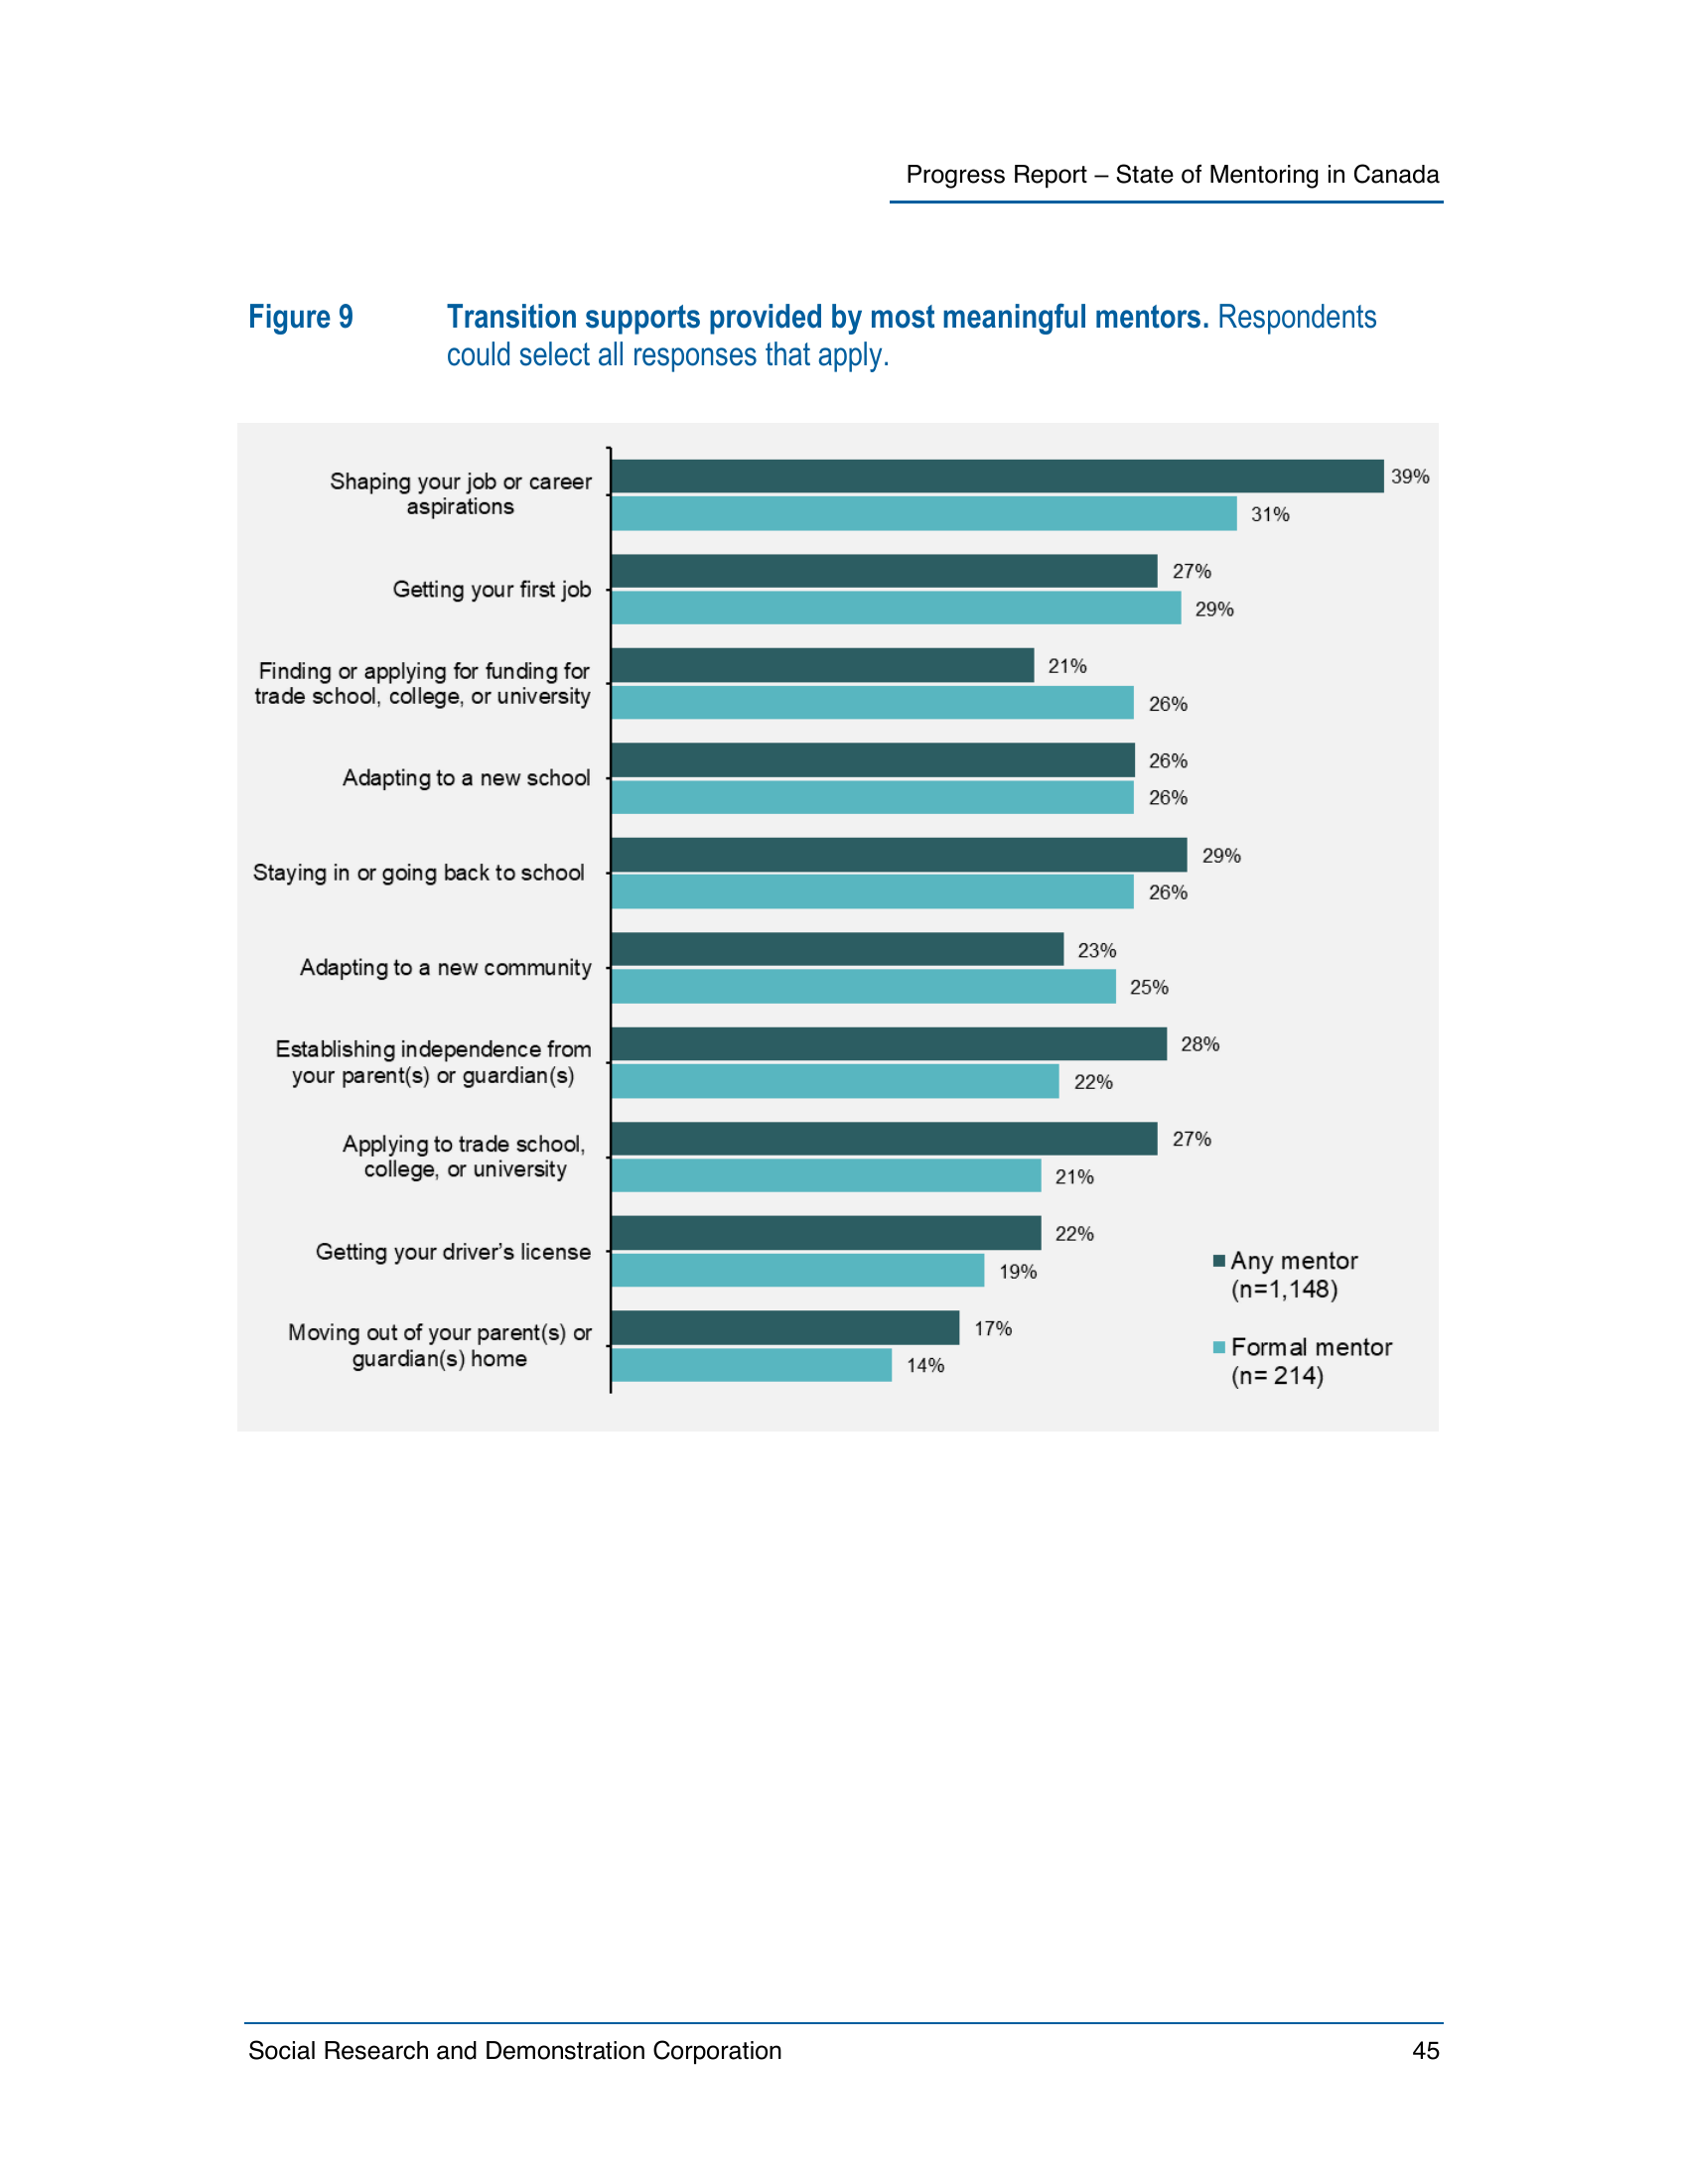 Progress Report – State of Mentoring in Canada
Figure 9 Transition supports provided by most meaningful mentors. Respondents
could select all responses that apply.
Shaping your job or career
aspirations
39%
31%
Getting your first job
27%
29%
Finding or applying for funding for
trade school, college, or university
21%
26%
Adapting to a new school
26%
26%
Staying in or going back to school
29%
26%
Adapting to a new community
23%
25%
Establishing independence from
your parent(s) or guardian(s)
28%
22%
Applying to trade school,
college, or university
27%
21%
Getting your driver’s license
22%
19%
Moving out of your parent(s) or
guardian(s) home
17%
14%
Any mentor
(n=1,148)
Formal mentor
(n= 214)
Social Research and Demonstration Corporation 45